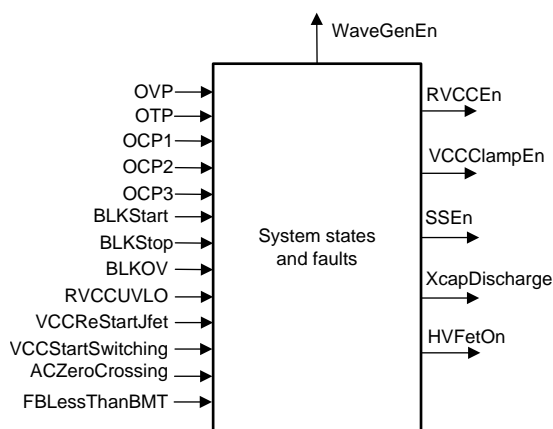 WaveGenEn
OVP
OTP
OCP1
OCP2
OCP3
BLKStart
BLKStop
BLKOV
RVCCUVLO
VCCReStartJfet
VCCStartSwitching
ACZeroCrossing
FBLessThanBMT
System states
and faults
RVCCEn
VCCClampEn
SSEn
XcapDischarge
HVFetOn